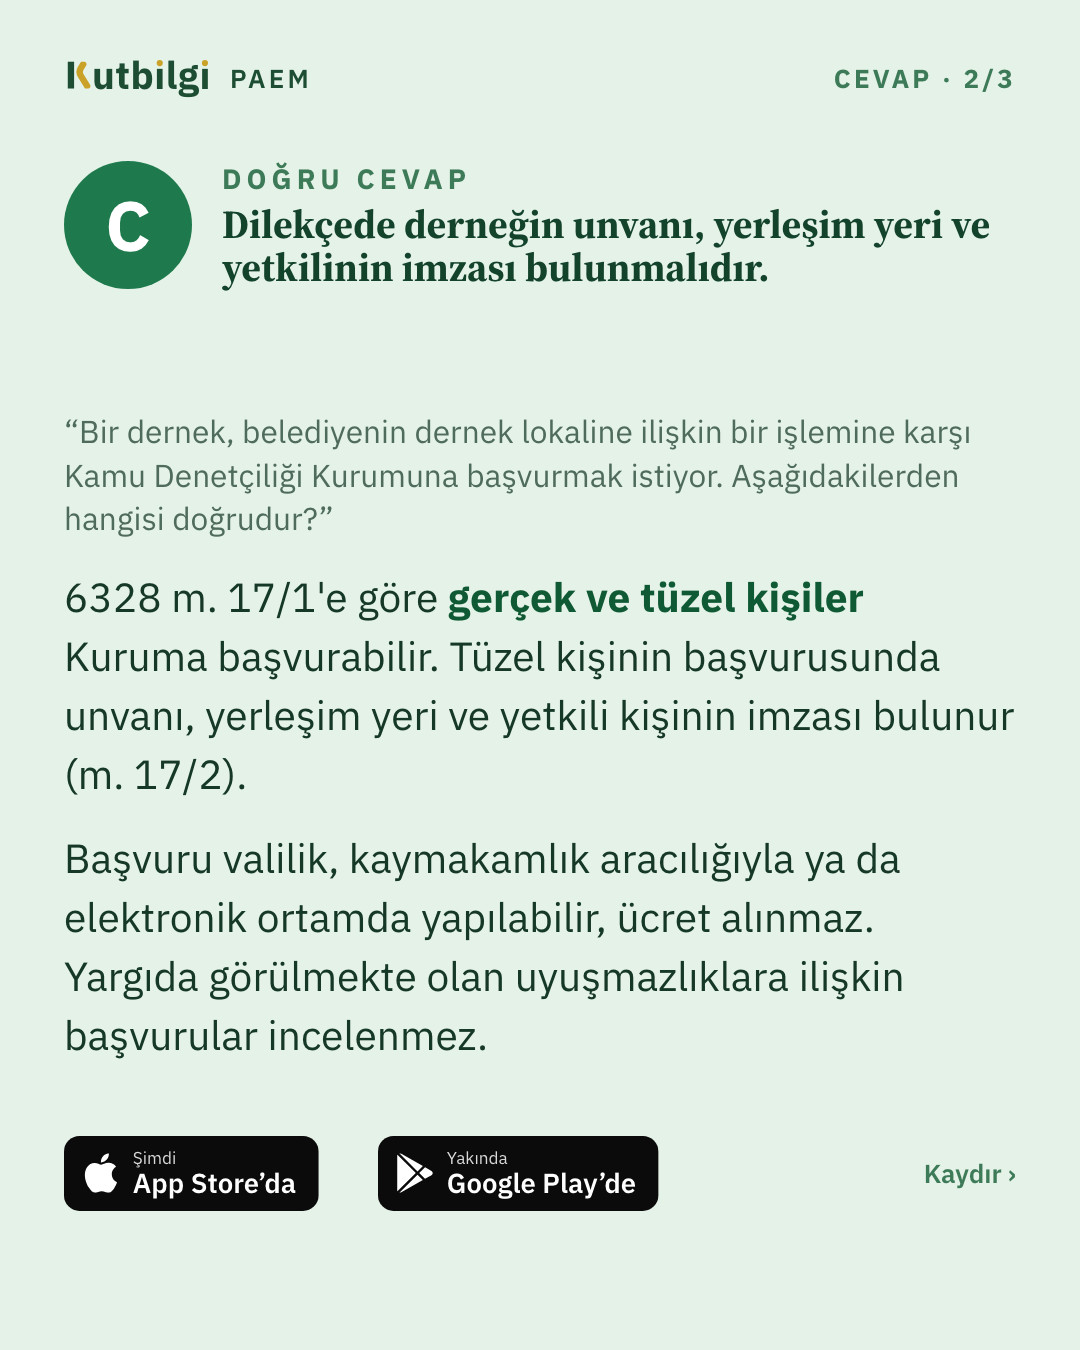 Kutbilgi PAEM
CEVAP · 2/3
C
DOĞRU CEVAP
Dilekçede derneğin unvanı, yerleşim yeri ve
yetkilinin imzası bulunmalıdır.
“Bir dernek, belediyenin dernek lokaline ilişkin bir işlemine karşı
Kamu Denetçiliği Kurumuna başvurmak istiyor. Aşağıdakilerden
hangisi doğrudur?”
6328 m. 17/1'e göre gerçek ve tüzel kişiler
Kuruma başvurabilir. Tüzel kişinin başvurusunda
unvanı, yerleşim yeri ve yetkili kişinin imzası bulunur
(m. 17/2).
Başvuru valilik, kaymakamlık aracılığıyla ya da
elektronik ortamda yapılabilir, ücret alınmaz.
Yargıda görülmekte olan uyuşmazlıklara ilişkin
başvurular incelenmez.
Şimdi
App Store’da
Yakında
Google Play’de
Kaydır ›